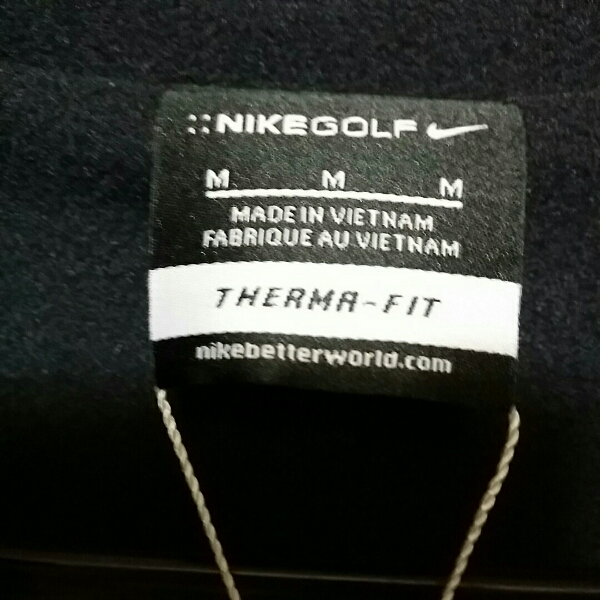 NIKEGOLF
M M M
MADE IN VIETNAM
FABRIQUE AU VIETNAM
THERMA-FIT
nikebetterworld.com